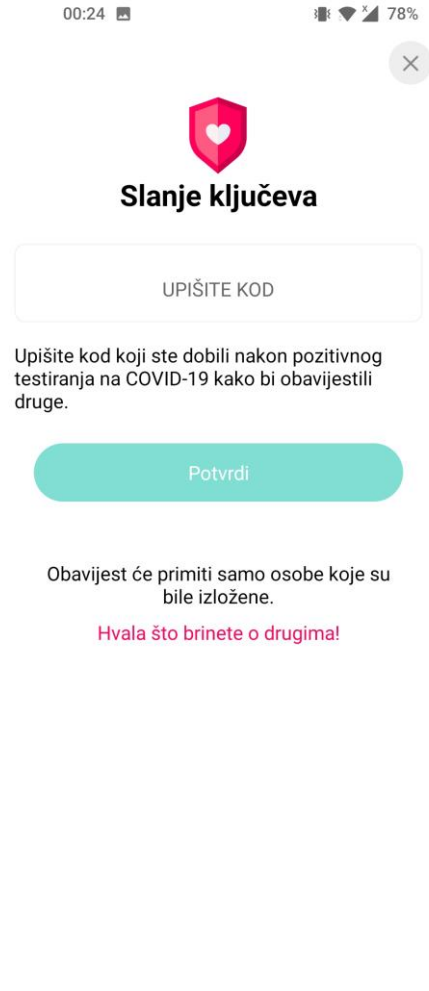 00:24
78%
Slanje ključeva
UPIŠITE KOD
Upišite kod koji ste dobili nakon pozitivnog
testiranja na COVID-19 kako bi obavijestili
druge.
Potvrdi
Obavijest će primiti samo osobe koje su
bile izložene.
Hvala što brinete o drugima!